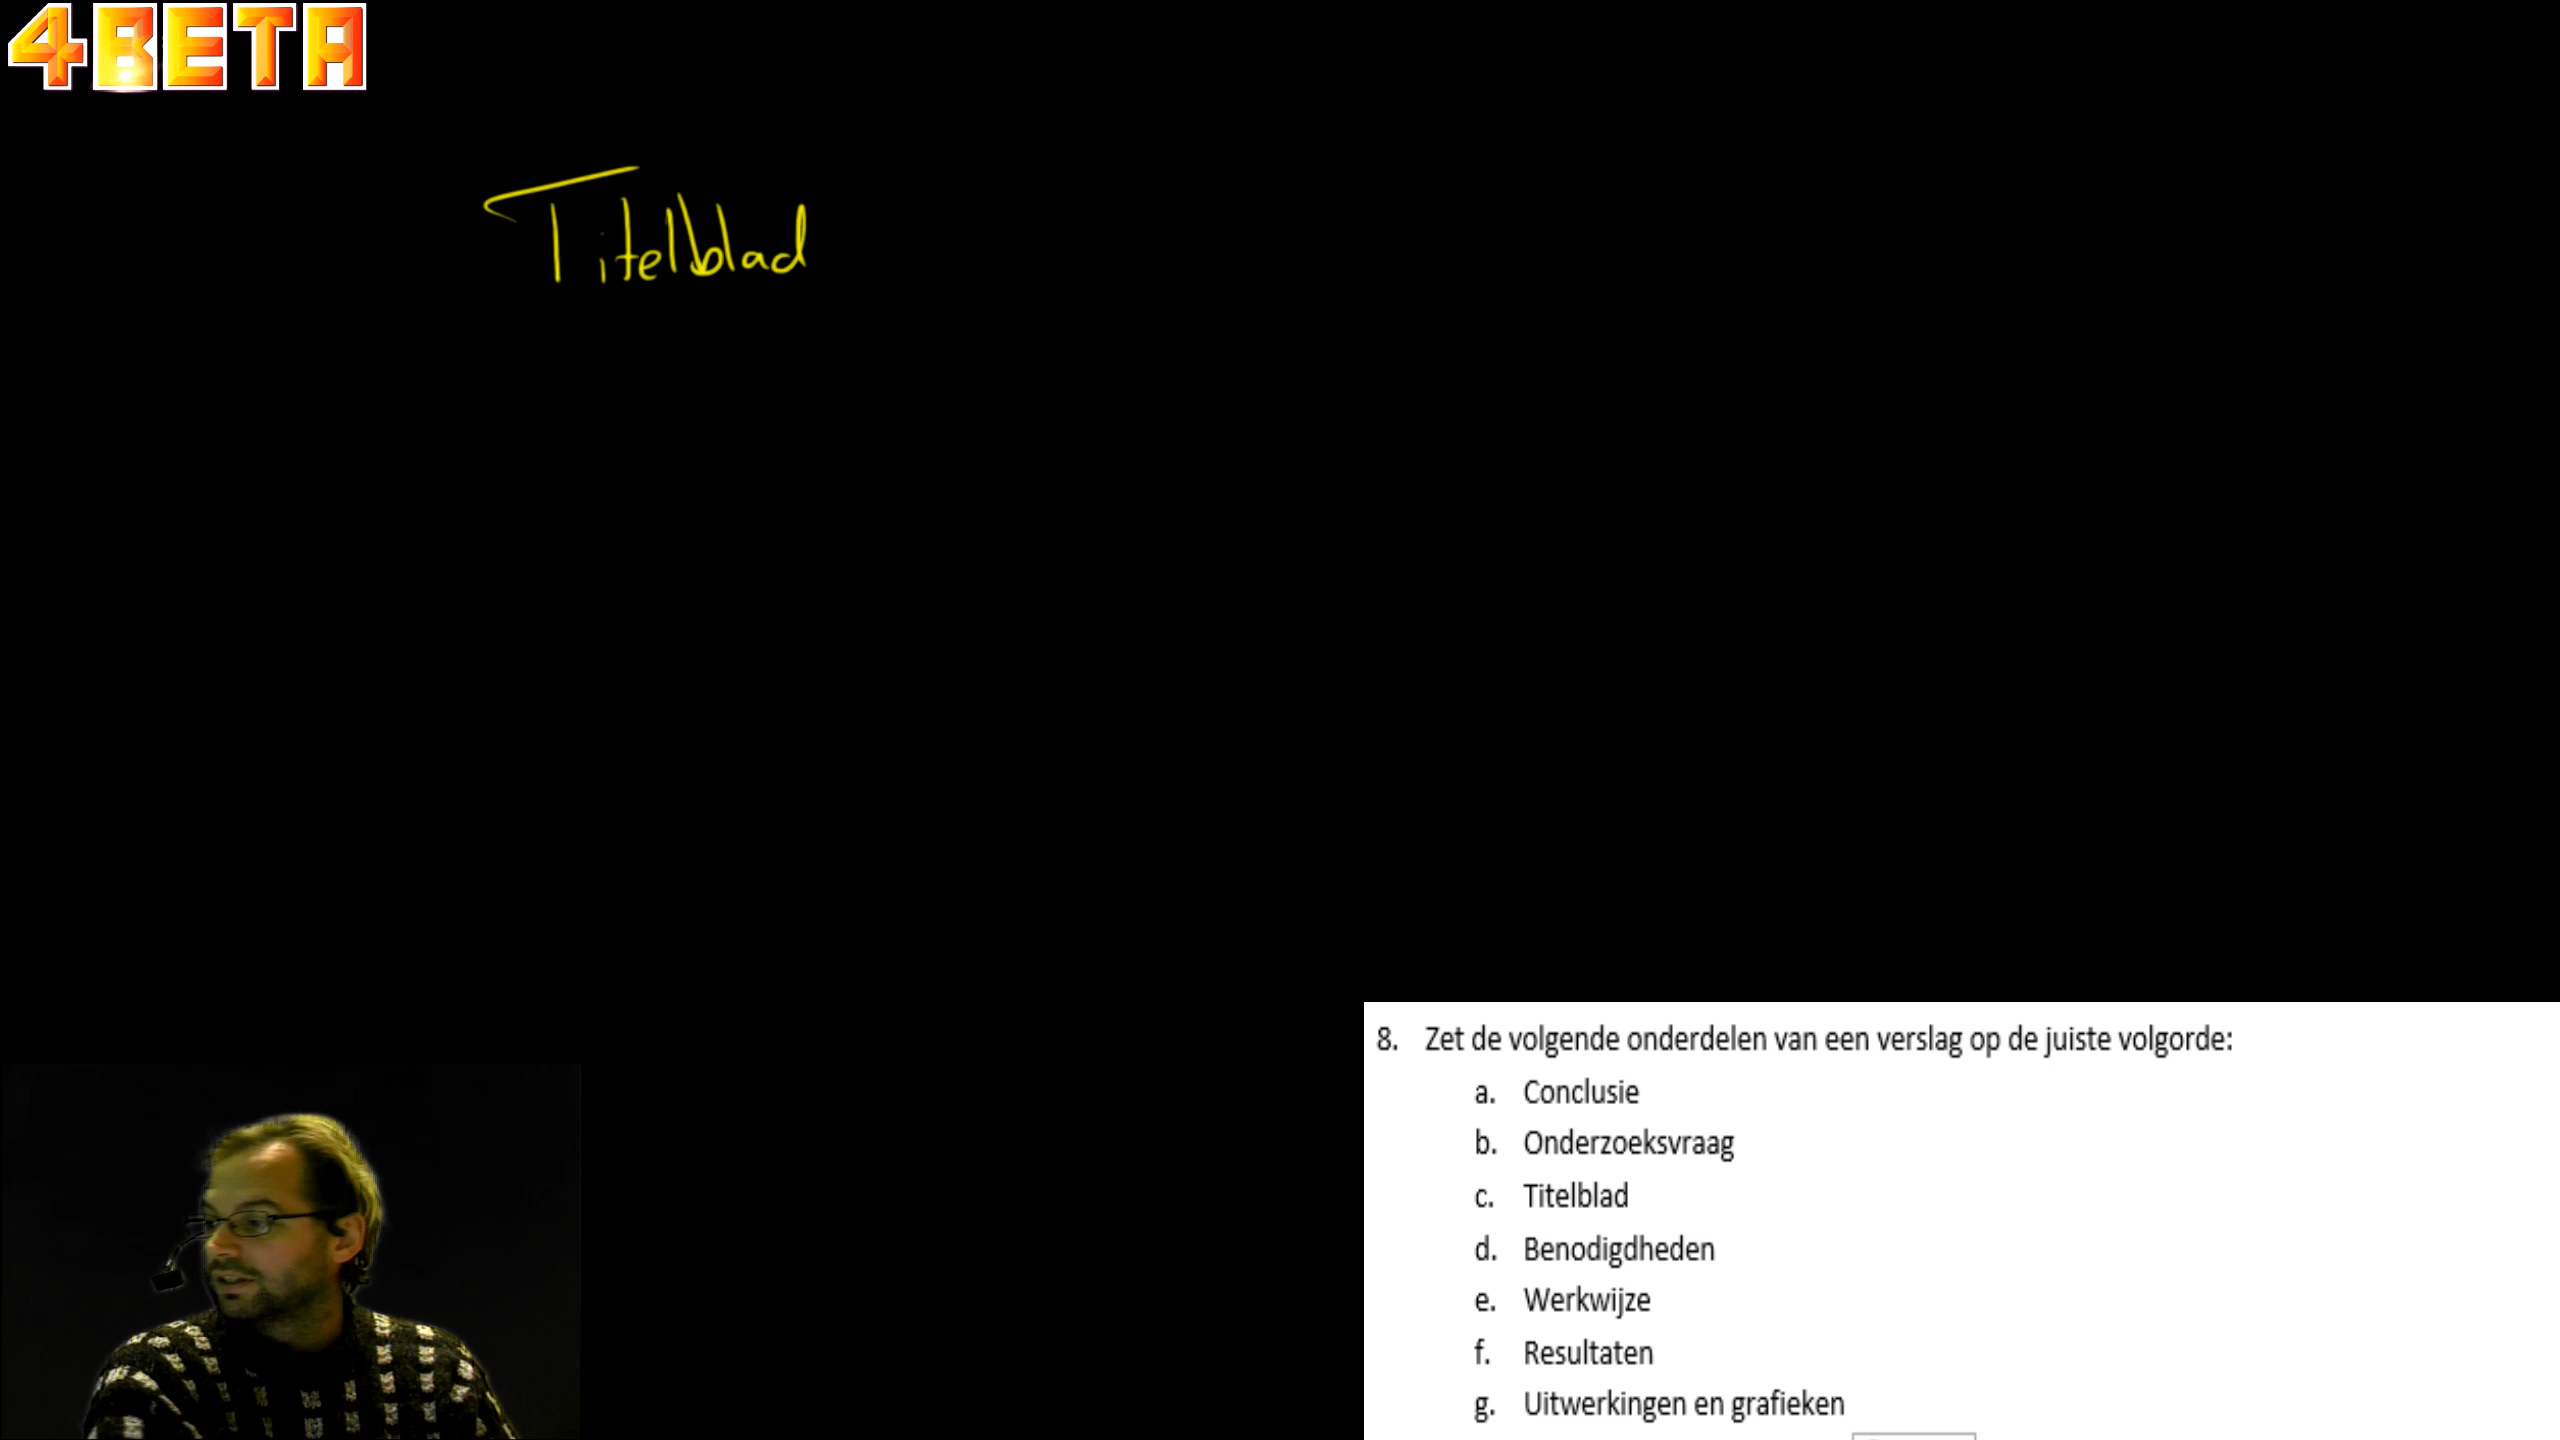 4BETA
Titelblad
8. Zet de volgende onderdelen van een verslag op de juiste volgorde:
a. Conclusie
b. Onderzoeksvraag
c. Titelblad
d. Benodigdheden
e. Werkwijze
f. Resultaten
g. Uitwerkingen en grafieken